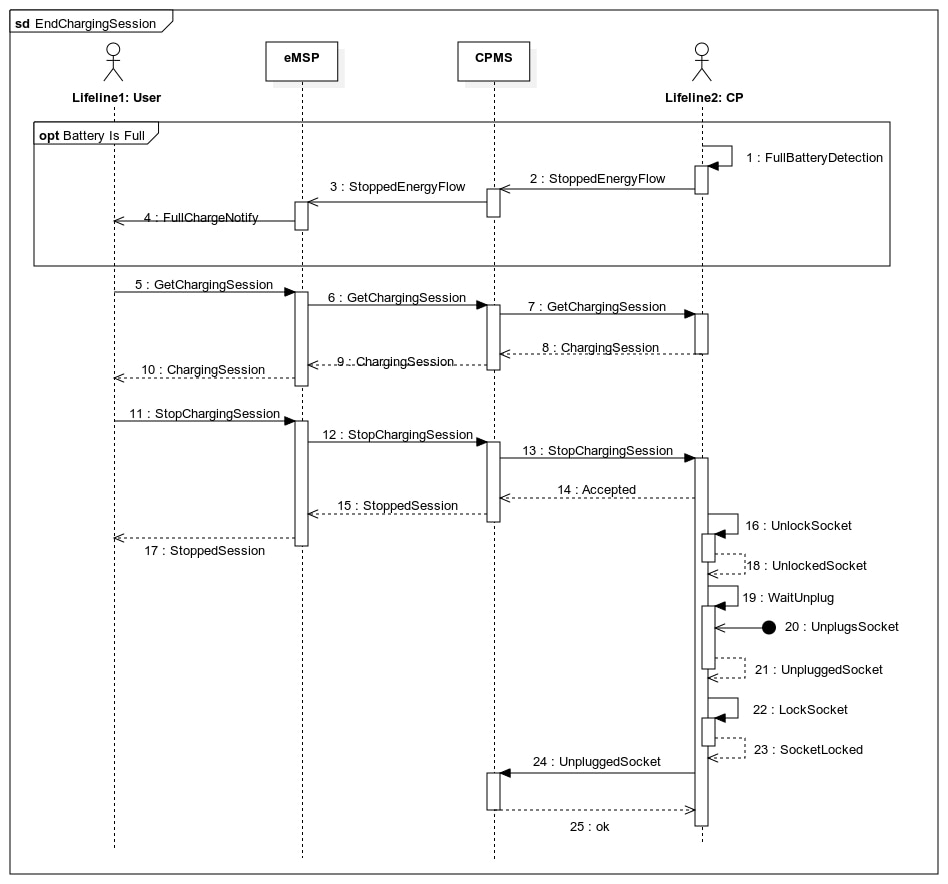 sd EndChargingSession
eMSP
CPMS
Lifeline1: User
Lifeline2: CP
opt Battery Is Full
1 : FullBatteryDetection
2 : StoppedEnergyFlow
3 : StoppedEnergyFlow
4 : FullChargeNotify
5 : GetChargingSession
6 : GetChargingSession
7 : GetChargingSession
8 : ChargingSession
9 : ChargingSession
10 : ChargingSession
11 : StopChargingSession
12 : StopChargingSession
13 : StopChargingSession
14 : Accepted
15 : StoppedSession
16 : UnlockSocket
17 : StoppedSession
18 : UnlockedSocket
19 : WaitUnplug
20 : UnplugsSocket
21 : UnpluggedSocket
22 : LockSocket
23 : SocketLocked
24 : UnpluggedSocket
25 : ok